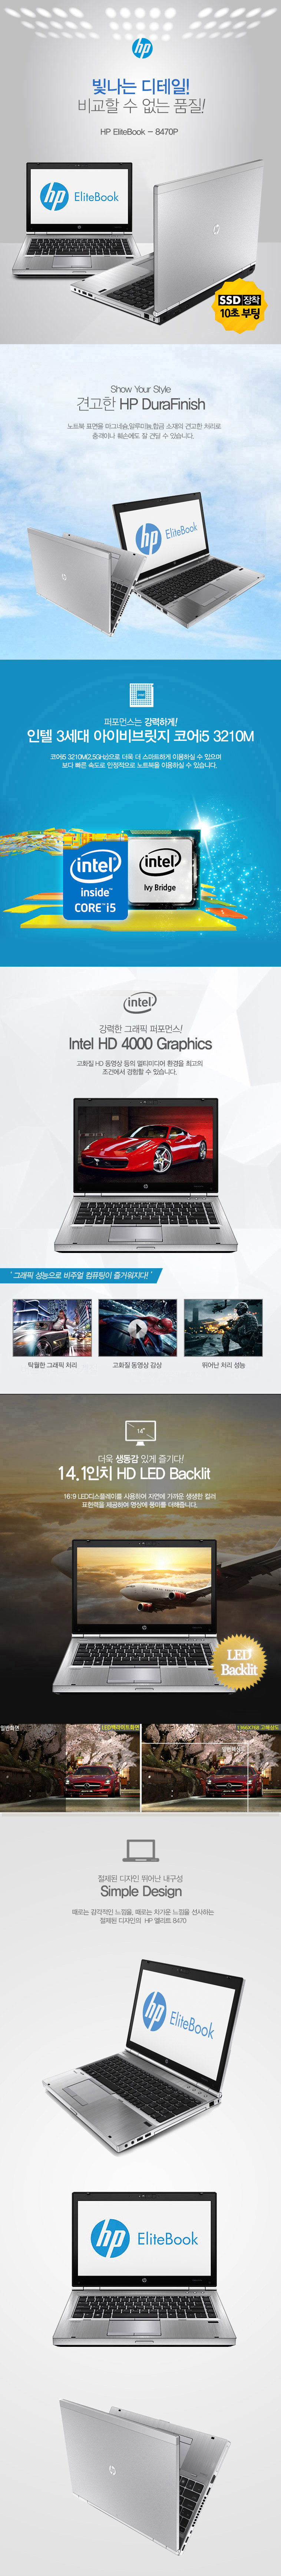 hp
빛나는 디테일!
비교할 수 없는 품질!
HP EliteBook - 8470P
hp EliteBook
SSD 장착
10초 부팅
Show Your Style
견고한 HP DuraFinish
노트북 표면을 마그네슘,알루미늄,합금 소재의 견고한 처리로
충격이나 훼손에도 잘 견딜 수 있습니다.
hp EliteBook
퍼포먼스는 강력하게!
인텔 3세대 아이비브릿지 코어i5 3210M
코어i5 3210M(2.5GHz)으로 더욱 더 스마트하게 이용하실 수 있으며
보다 빠른 속도로 안정적으로 노트북을 이용하실 수 있습니다.
intel
inside™
CORE™ i5
intel
Ivy Bridge
intel
강력한 그래픽 퍼포먼스!
Intel HD 4000 Graphics
고화질 HD 동영상 등의 멀티미디어 환경을 최고의
조건에서 경험할 수 있습니다.
' 그래픽 성능으로 비주얼 컴퓨팅이 즐거워지다! '
탁월한 그래픽 처리
고화질 동영상 감상
뛰어난 처리 성능
14"
더욱 생동감 있게 즐기다!
14.1인치 HD LED Backlit
16:9 LED디스플레이를 사용하여 자연에 가까운 생생한 컬러
표현력을 제공하여 영상에 풍미를 더해줍니다.
LED
Backlit
일반화면
LED백라이트화면
1366X768 고해상도
일반해상도
절제된 디자인 뛰어난 내구성
Simple Design
때로는 감각적인 느낌을, 때로는 차가운 느낌을 선사하는
절제된 디자인의 HP 엘리트 8470
hp EliteBook
hp EliteBook